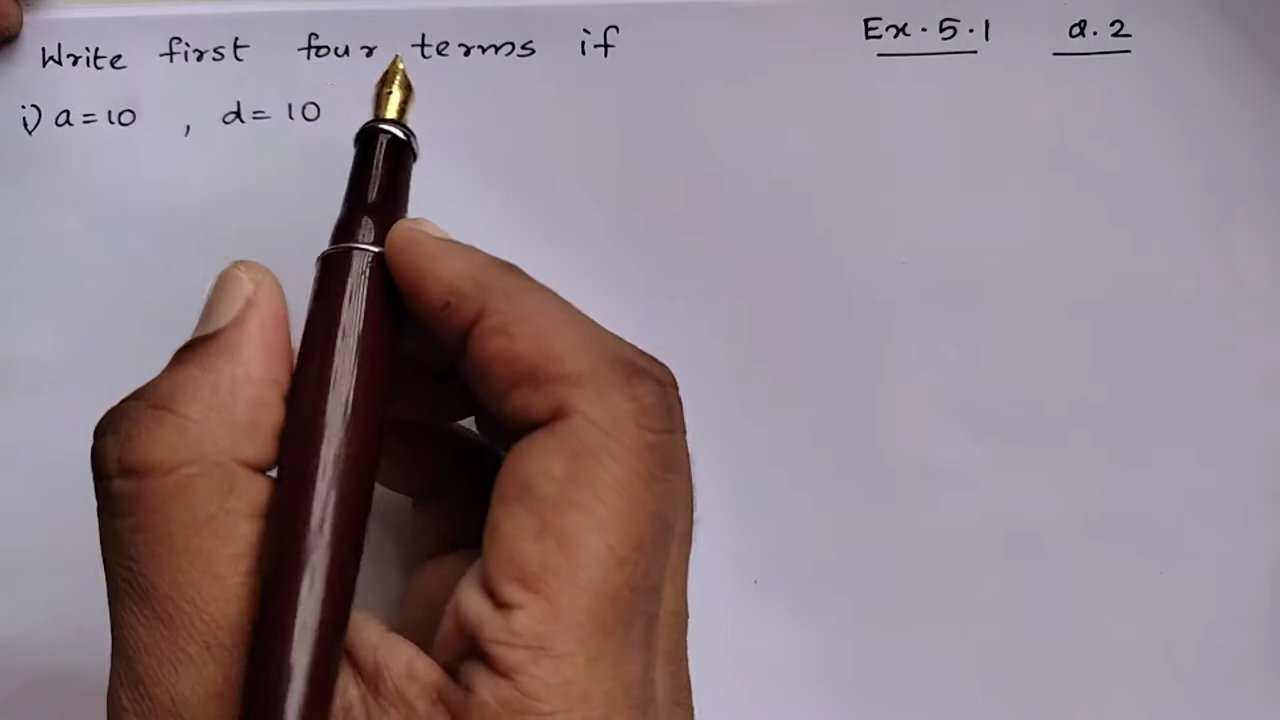 Write first four terms if Ex. 5.1 Q. 2
i) a = 10 , d = 10